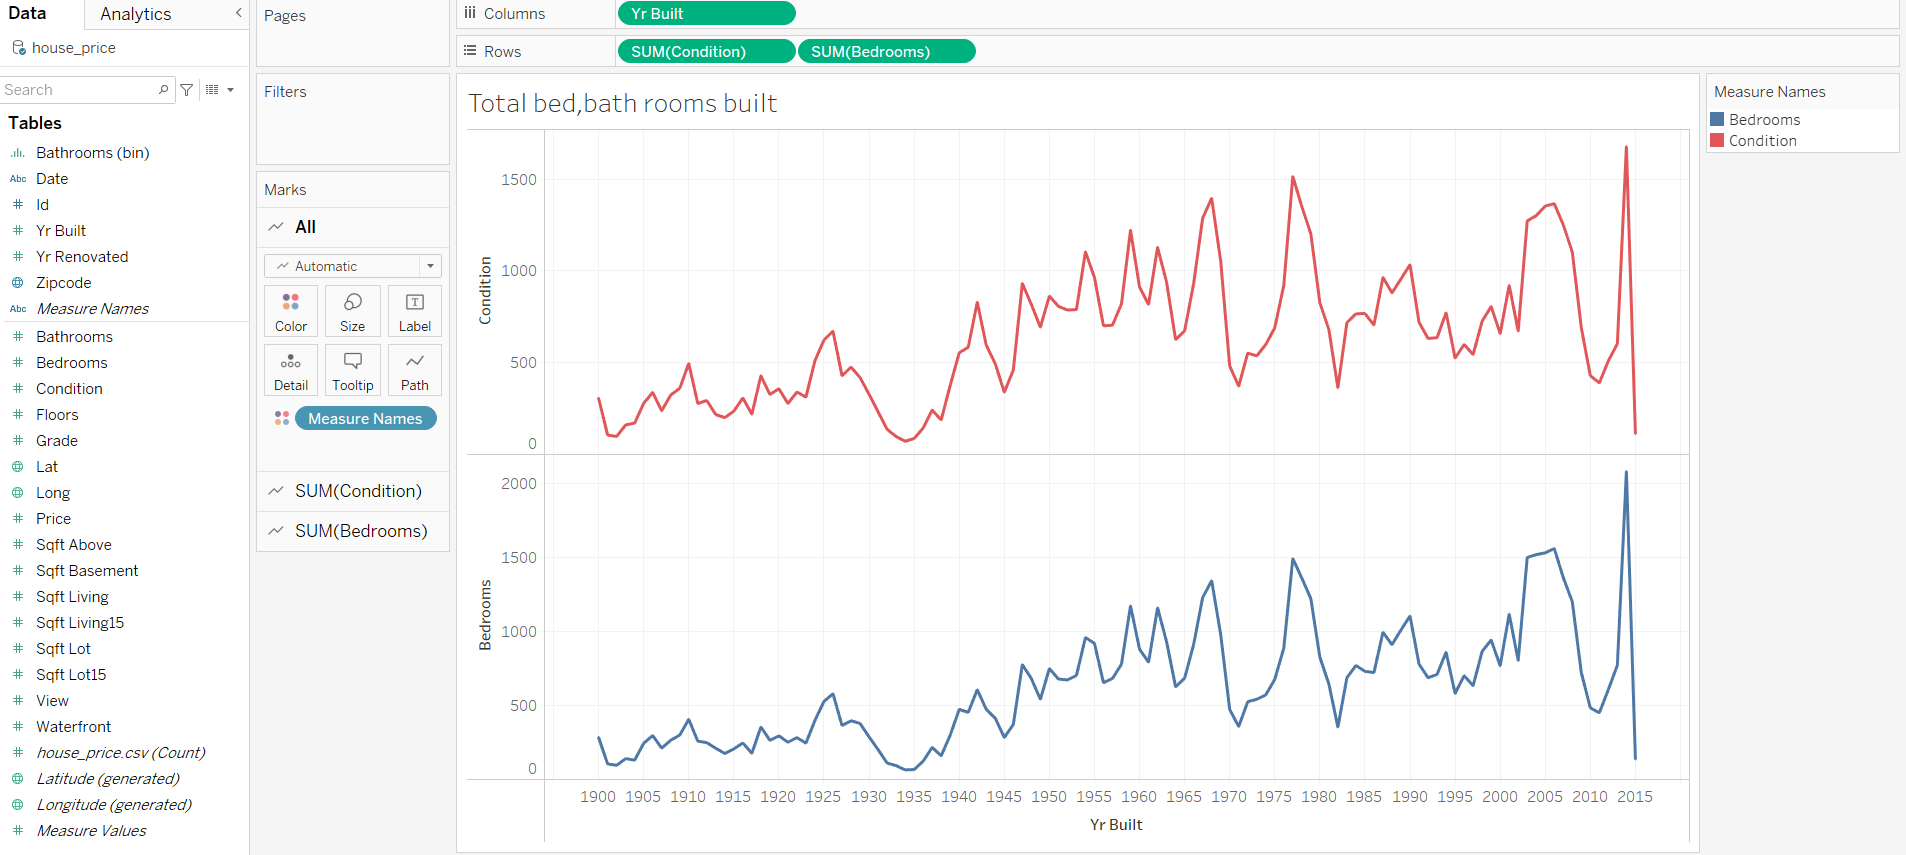 Data
Analytics
house_price
Search
Tables
Bathrooms (bin)
Abc Date
Id
Yr Built
Yr Renovated
Zipcode
Abc Measure Names
Bathrooms
Bedrooms
Condition
Floors
Grade
Lat
Long
Price
Sqft Above
Sqft Basement
Sqft Living
Sqft Living15
Sqft Lot
Sqft Lot15
View
Waterfront
house_price.csv (Count)
Latitude (generated)
Longitude (generated)
Measure Values
Pages
Filters
Marks
All
Automatic
Color Size Label
Detail Tooltip Path
Measure Names
SUM(Condition)
SUM(Bedrooms)
Columns Yr Built
Rows SUM(Condition) SUM(Bedrooms)
Total bed,bath rooms built
Condition
1500
1000
500
0
Bedrooms
2000
1500
1000
500
0
1900 1905 1910 1915 1920 1925 1930 1935 1940 1945 1950 1955 1960 1965 1970 1975 1980 1985 1990 1995 2000 2005 2010 2015
Yr Built
Measure Names
Bedrooms
Condition